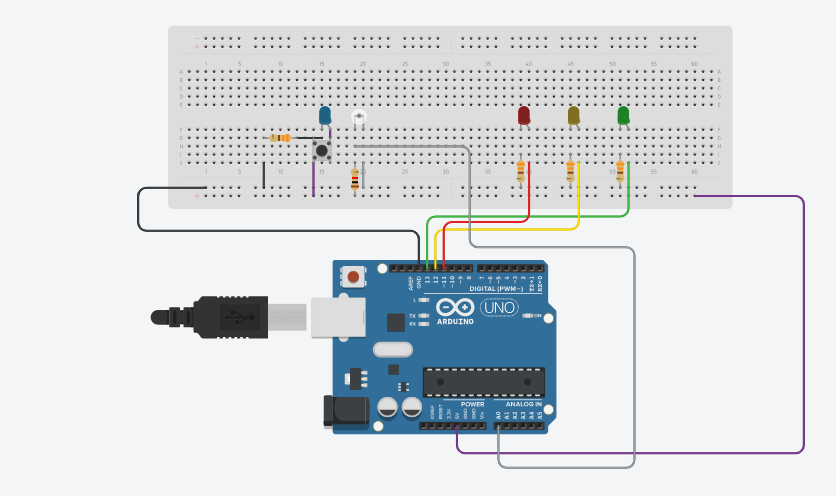 1 5 10 15 20 25 30 35 40 45 50 55 60
A A
B B
C C
D D
E E
F F
G G
H H
I I
J J
1 5 10 15 20 25 30 35 40 45 50 55 60
AREF
GND
13
12
~11
~10
~9
8
7
~6
~5
4
~3
2
TX→1
RX←0
DIGITAL (PWM~)
L
TX
RX
ARDUINO
UNO
ON
POWER
ANALOG IN
IOREF
RESET
3.3V
5V
GND
GND
Vin
A0
A1
A2
A3
A4
A5